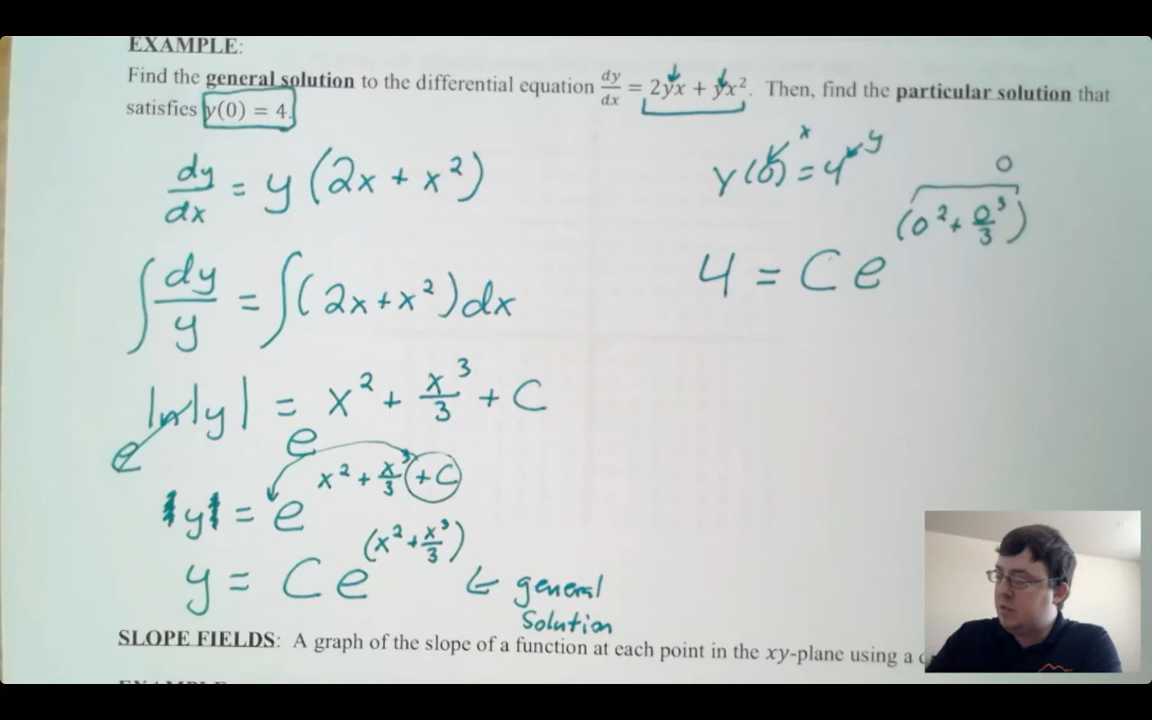 EXAMPLE:
Find the general solution to the differential equation dy/dx = 2yx + yx². Then, find the particular solution that
satisfies y(0) = 4.
dy/dx = y(2x + x²)
∫ dy/y = ∫(2x+x²)dx
ln|y| = x² + x³/3 + C
e e
|y| = e^(x² + x³/3 + C)
y = Ce^(x² + x³/3) ← general
Solution
x y
y(0) = 4
0
4 = Ce^(0² + 0³/3)
SLOPE FIELDS: A graph of the slope of a function at each point in the xy-plane using a